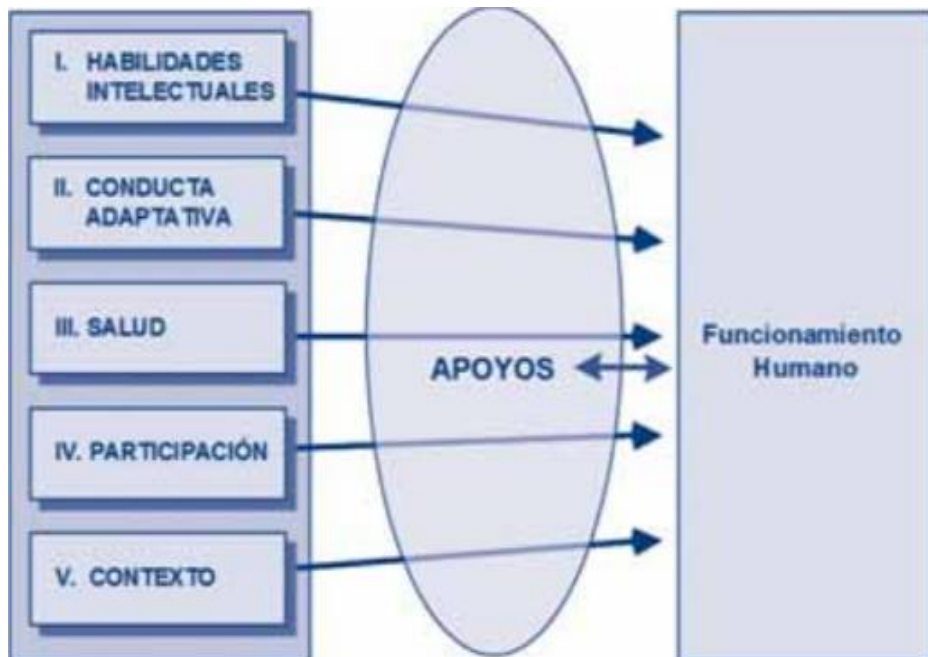 I. HABILIDADES
INTELECTUALES
II. CONDUCTA
ADAPTATIVA
III. SALUD
IV. PARTICIPACIÓN
V. CONTEXTO
APOYOS
Funcionamiento
Humano